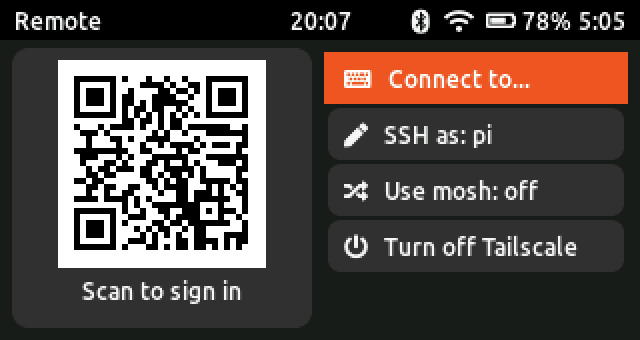 Remote
20:07
78% 5:05
Scan to sign in
Connect to...
SSH as: pi
Use mosh: off
Turn off Tailscale